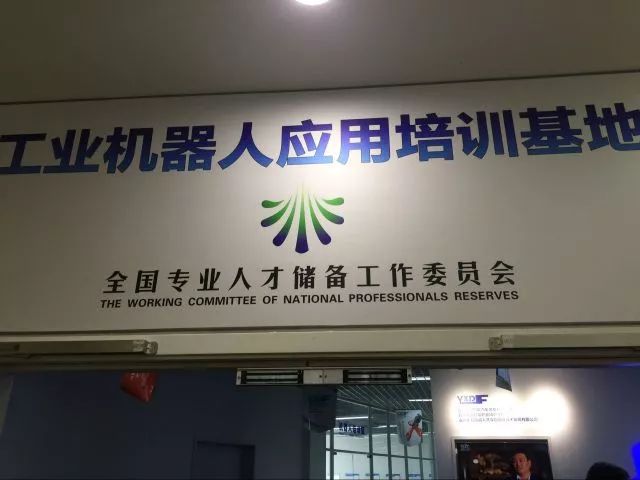 工业机器人应用培训基地
全国专业人才储备工作委员会
THE WORKING COMMITTEE OF NATIONAL PROFESSIONALS RESERVES